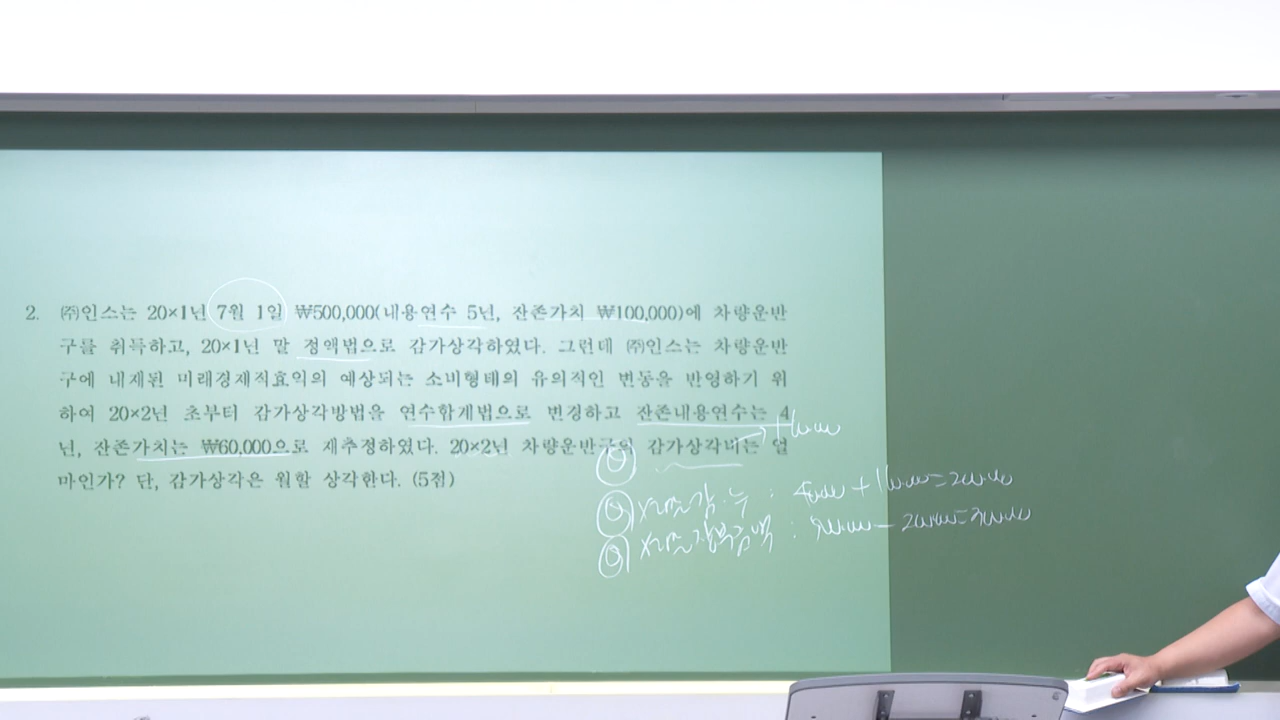 2. ㈜인스는 20×1년 7월 1일 ₩500,000(내용연수 5년, 잔존가치 ₩100,000)에 차량운반
구를 취득하고, 20×1년 말 정액법으로 감가상각하였다. 그런데 ㈜인스는 차량운반
구에 내재된 미래경제적효익의 예상되는 소비형태의 유의적인 변동을 반영하기 위
하여 20×2년 초부터 감가상각방법을 연수합계법으로 변경하고 잔존내용연수는 4
년, 잔존가치는 ₩60,000으로 재추정하였다. 20×2년 차량운반구의 감가상각비는 얼
마인가? 단, 감가상각은 월할 상각한다. (5점)
Q
Q
Q